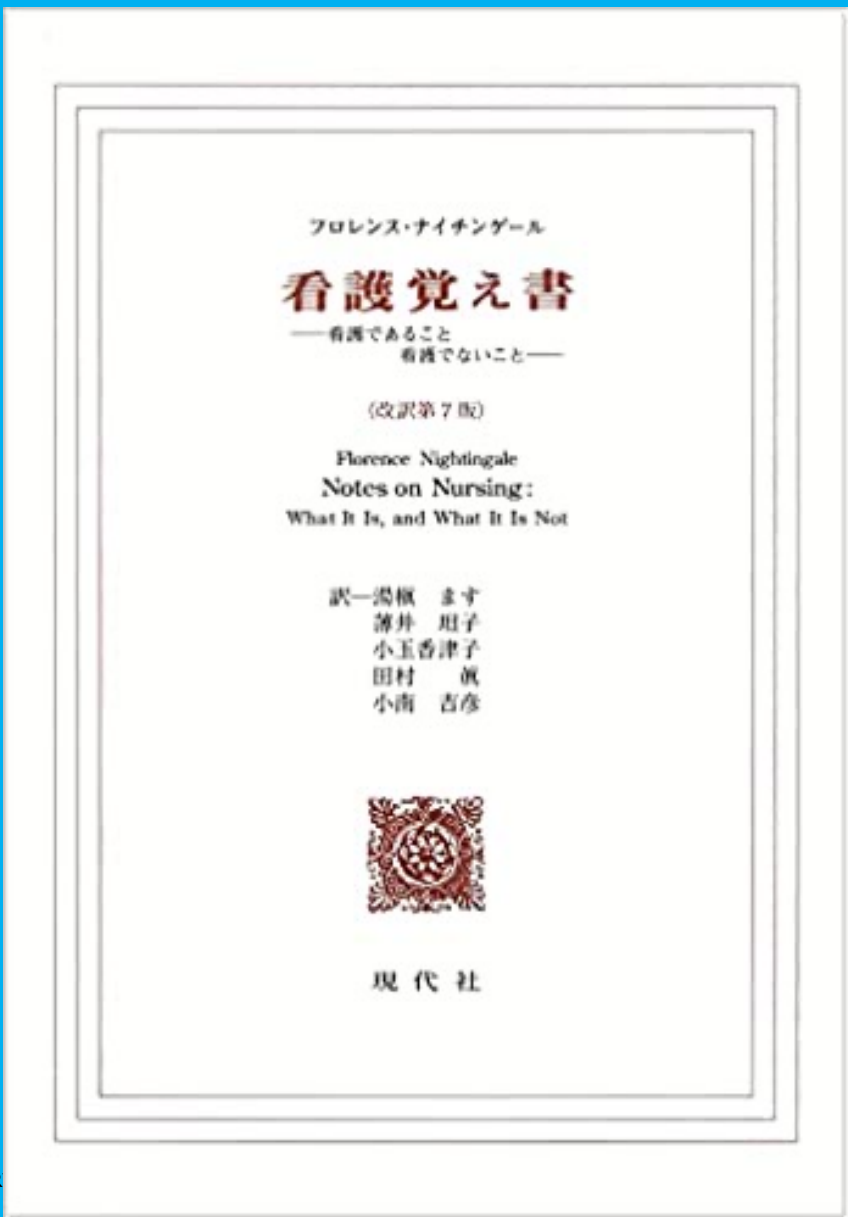 フロレンス・ナイチンゲール
看護覚え書
――看護であること
看護でないこと――
(改訳第7版)
Florence Nightingale
Notes on Nursing:
What It Is, and What It Is Not
訳―湯槇 ます
薄井 坦子
小玉香津子
田村 眞
小南 吉彦
現代社